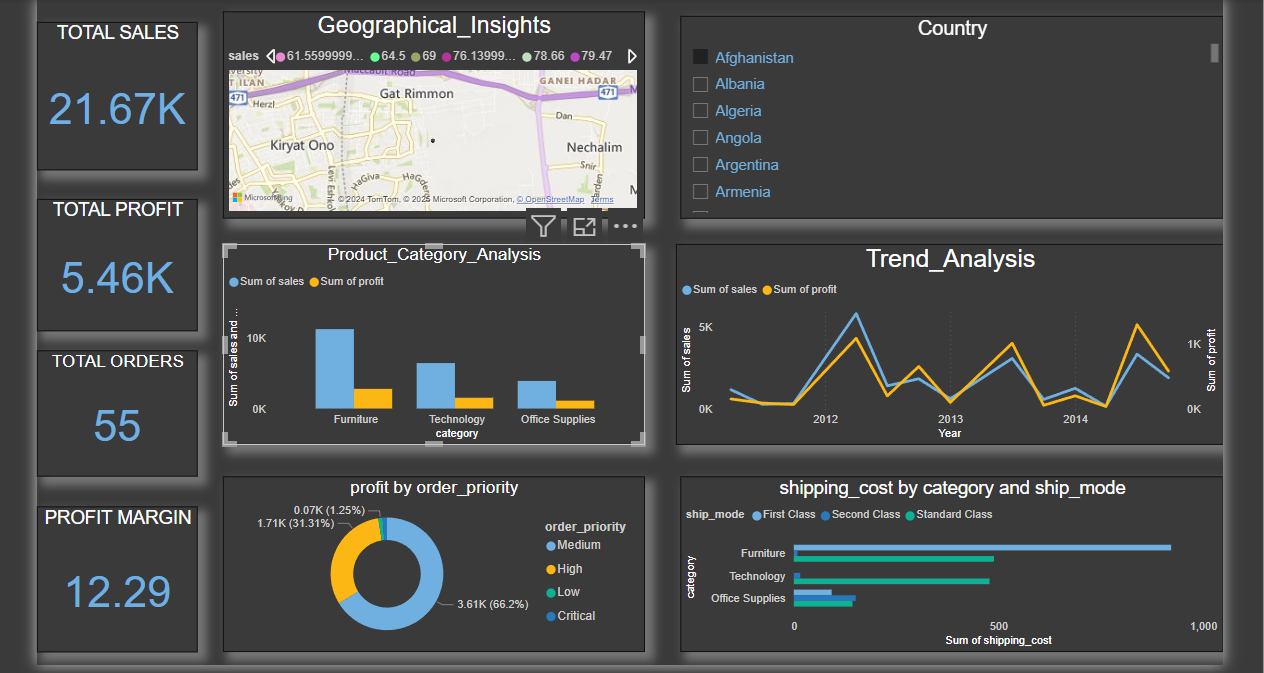 TOTAL SALES
21.67K
TOTAL PROFIT
5.46K
TOTAL ORDERS
55
PROFIT MARGIN
12.29
Geographical_Insights
sales 61.5599999... 64.5 69 76.13999... 78.66 79.47
T ILAN
Maccabit Road
GANEI HADAR
471
Herzl
Gat Rimmon
471
Dan
Kiryat Ono
Nechalim
Snir
HaGiva
HaGdera
Levi Eshkol
Microsoft Bing
© 2024 TomTom, © 2025 Microsoft Corporation, © OpenStreetMap Terms
Country
Afghanistan
Albania
Algeria
Angola
Argentina
Armenia
Product_Category_Analysis
Sum of sales Sum of profit
Sum of sales and ...
10K
0K
Furniture Technology Office Supplies
category
Trend_Analysis
Sum of sales Sum of profit
Sum of sales
5K
0K
1K
0K
Sum of profit
2012 2013 2014
Year
profit by order_priority
0.07K (1.25%)
1.71K (31.31%)
3.61K (66.2%)
order_priority
Medium
High
Low
Critical
shipping_cost by category and ship_mode
ship_mode First Class Second Class Standard Class
category
Furniture
Technology
Office Supplies
0 500 1,000
Sum of shipping_cost